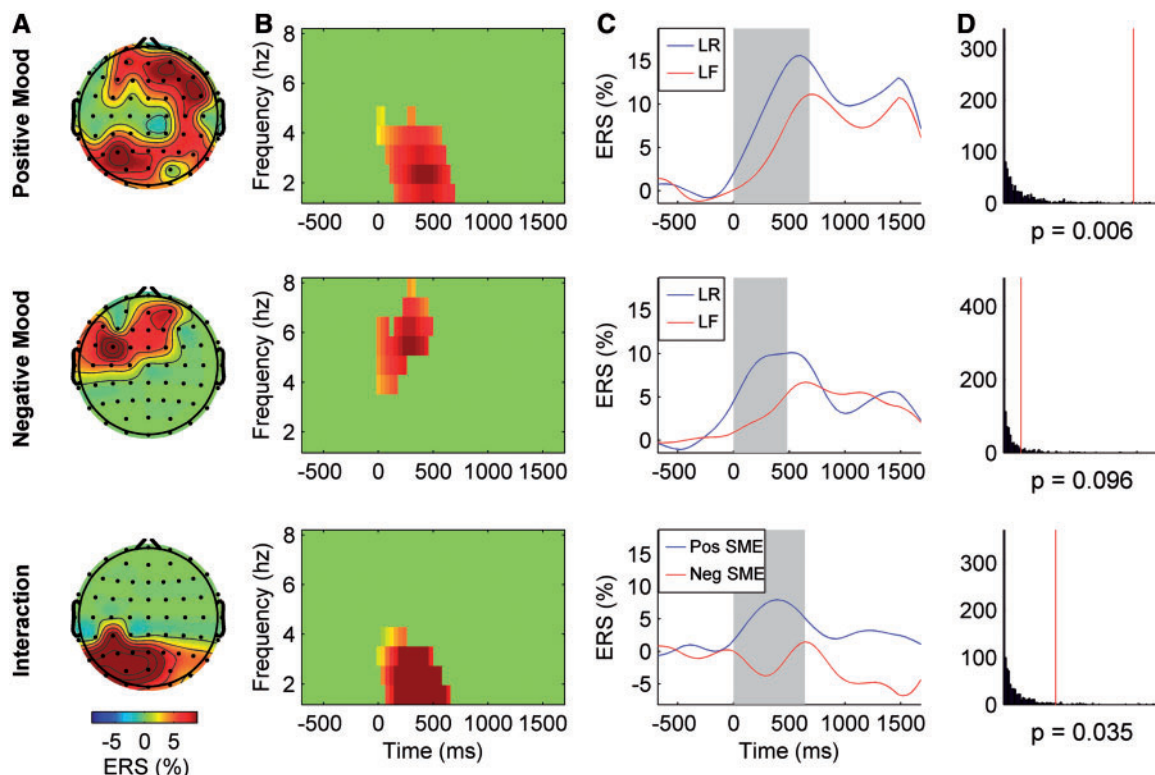 A B C D
Positive Mood
Frequency (hz)
8
6
4
2
-500 0 500 1000 1500
ERS (%)
15
10
5
0
LR
LF
-500 0 500 1000 1500
300
200
100
0
p = 0.006
Negative Mood
Frequency (hz)
8
6
4
2
-500 0 500 1000 1500
ERS (%)
15
10
5
0
LR
LF
-500 0 500 1000 1500
400
200
0
p = 0.096
Interaction
-5 0 5
ERS (%)
Frequency (hz)
8
6
4
2
-500 0 500 1000 1500
Time (ms)
ERS (%)
15
10
5
0
-5
Pos SME
Neg SME
-500 0 500 1000 1500
Time (ms)
300
200
100
0
p = 0.035